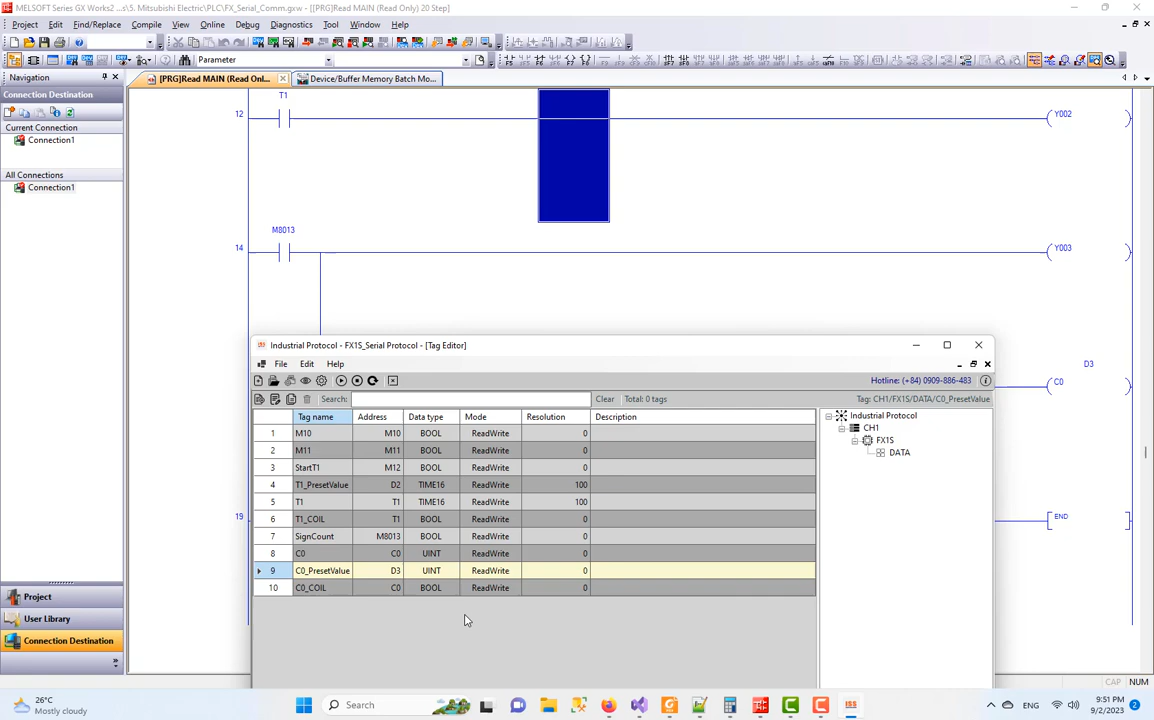 MELSOFT Series GX Works2 ...s\5. Mitsubishi Electric\PLC\FX_Serial_Comm.gxw - [[PRG]Read MAIN (Read Only) 20 Step]
Project Edit Find/Replace Compile View Online Debug Diagnostics Tool Window Help
Parameter
Navigation
[PRG]Read MAIN (Read Onl...
Device/Buffer Memory Batch Mo...
Connection Destination
Current Connection
Connection1
All Connections
Connection1
Project
User Library
Connection Destination
T1
12
Y002
M8013
14
Y003
D3
C0
19
END
Industrial Protocol - FX1S_Serial Protocol - [Tag Editor]
File Edit Help
Hotline: (+84) 0909-886-483
Search: Clear Total: 0 tags Tag: CH1/FX1S/DATA/C0_PresetValue
Tag name Address Data type Mode Resolution Description
1 M10 M10 BOOL ReadWrite 0
2 M11 M11 BOOL ReadWrite 0
3 StartT1 M12 BOOL ReadWrite 0
4 T1_PresetValue D2 TIME16 ReadWrite 100
5 T1 T1 TIME16 ReadWrite 100
6 T1_COIL T1 BOOL ReadWrite 0
7 SignCount M8013 BOOL ReadWrite 0
8 C0 C0 UINT ReadWrite 0
9 C0_PresetValue D3 UINT ReadWrite 0
10 C0_COIL C0 BOOL ReadWrite 0
Industrial Protocol
CH1
FX1S
DATA
CAP NUM
26°C
Mostly cloudy
Search
ISS
ENG
9:51 PM
9/2/2023
2